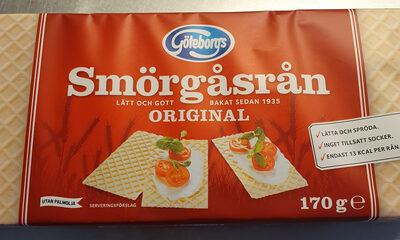 Göteborgs
Smörgåsrån
LÄTT OCH GOTT BAKAT SEDAN 1935
ORIGINAL
✓LÄTTA OCH SPRÖDA.
✓INGET TILLSATT SOCKER.
✓ENDAST 13 KCAL PER RÅN.
UTAN PALMOLJA
SERVERINGSFÖRSLAG
170 g e